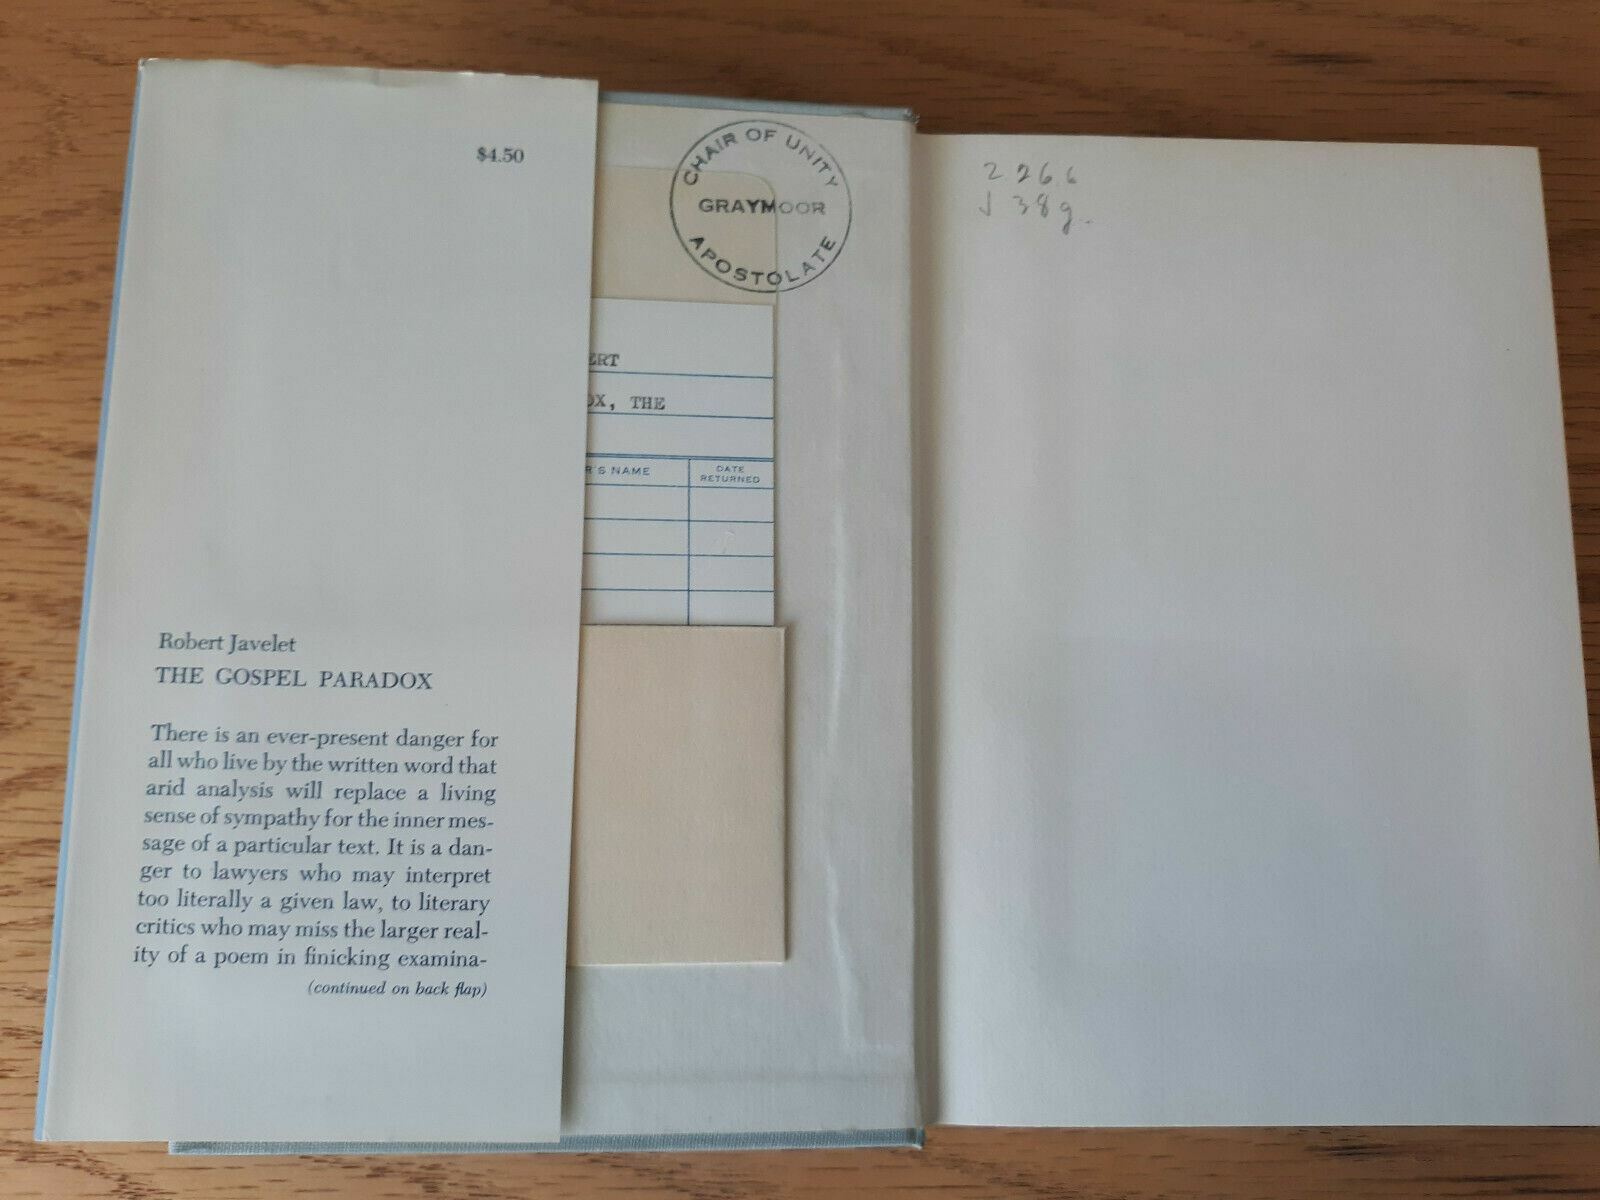 $4.50
Robert Javelet
THE GOSPEL PARADOX
There is an ever-present danger for
all who live by the written word that
arid analysis will replace a living
sense of sympathy for the inner mes-
sage of a particular text. It is a dan-
ger to lawyers who may interpret
too literally a given law, to literary
critics who may miss the larger real-
ity of a poem in finicking examina-
(continued on back flap)
CHAIR OF UNITY
GRAYMOOR
APOSTOLATE
ERT
OX, THE
R'S NAME
DATE
RETURNED
226.6
J38g